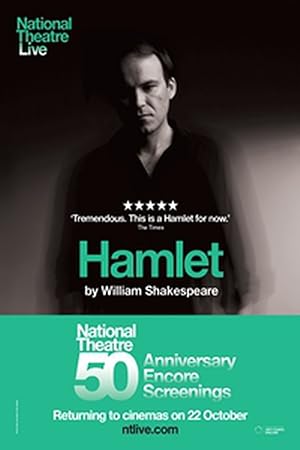 National
Theatre
Live
★★★★★
‘Tremendous. This is a Hamlet for now.’
The Times
Hamlet
by William Shakespeare
National
Theatre
50
Anniversary
Encore
Screenings
Returning to cinemas on 22 October
ntlive.com